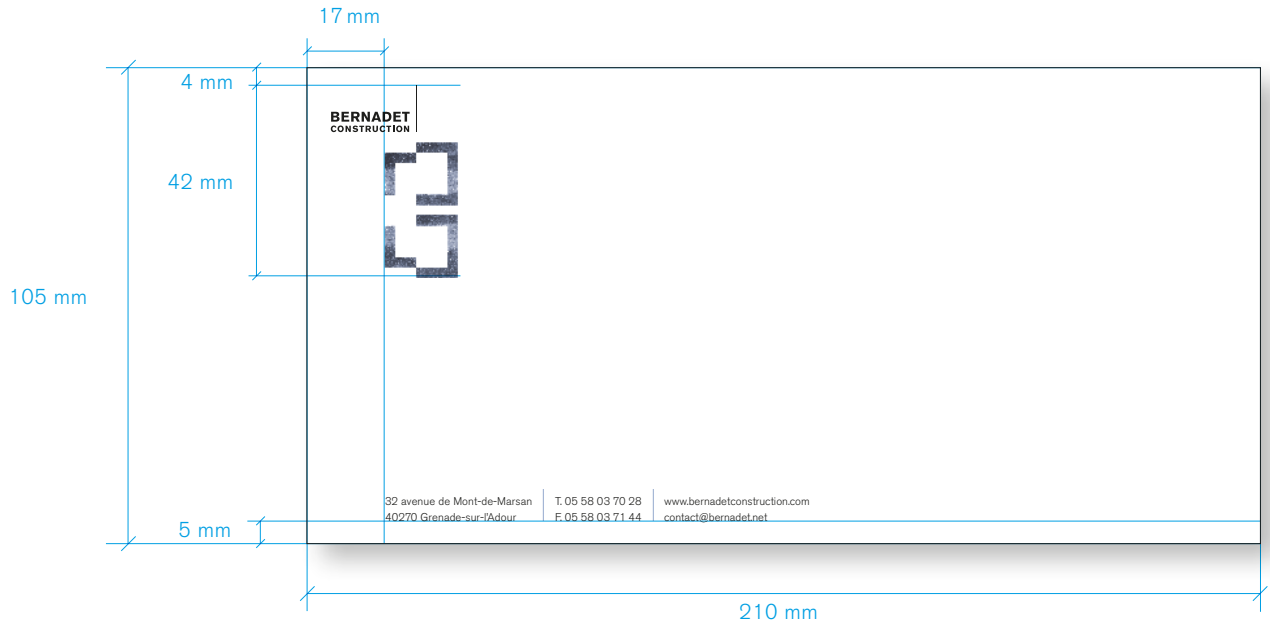 17 mm
4 mm
BERNADET
CONSTRUCTION
42 mm
105 mm
32 avenue de Mont-de-Marsan
40270 Grenade-sur-l'Adour
T. 05 58 03 70 28
F. 05 58 03 71 44
www.bernadetconstruction.com
contact@bernadet.net
5 mm
210 mm